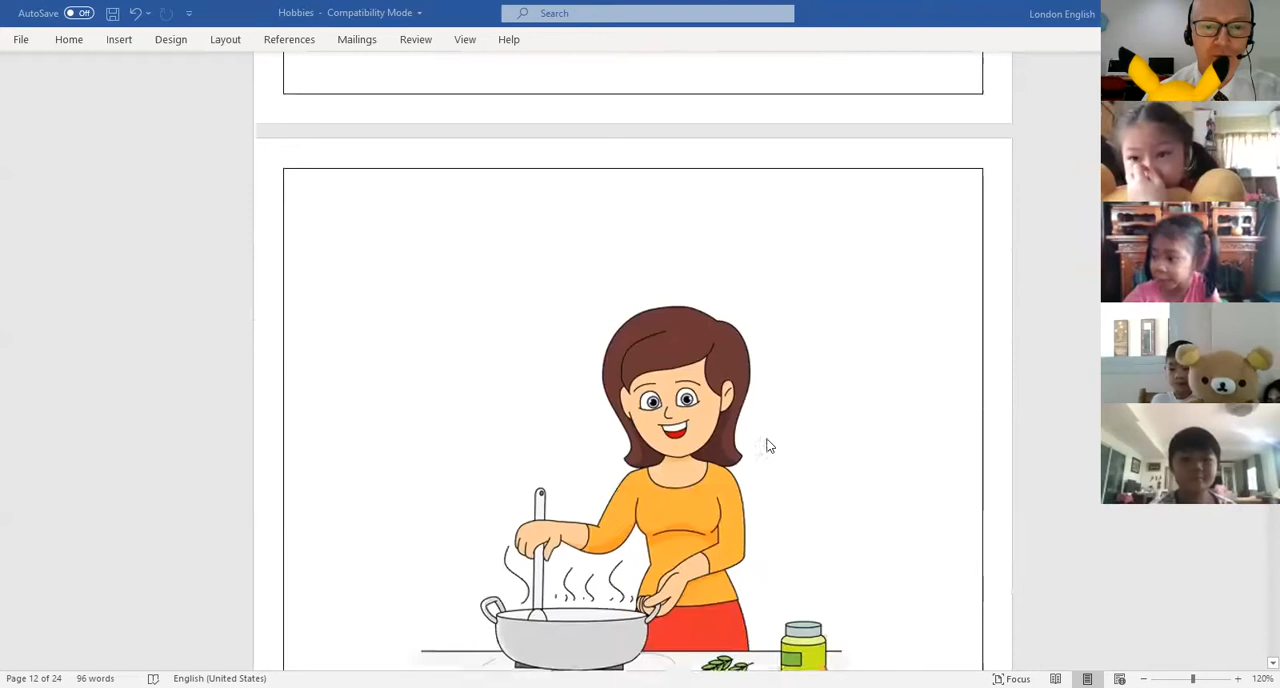 AutoSave Off Hobbies - Compatibility Mode Search London English
File Home Insert Design Layout References Mailings Review View Help
Page 12 of 24 96 words English (United States) Focus 120%